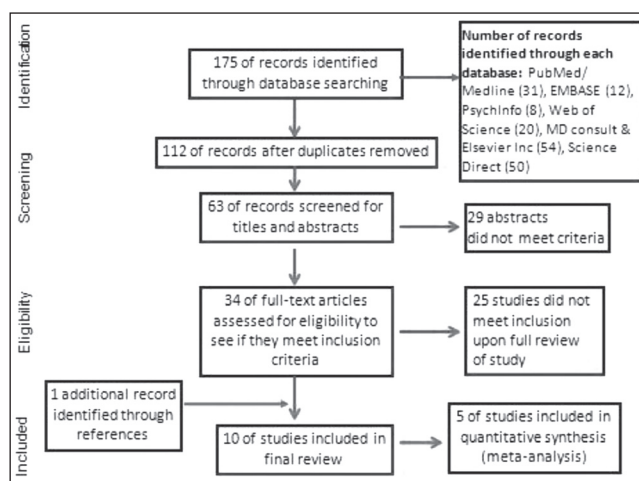 Identification
175 of records identified
through database searching
Number of records
identified through each
database: PubMed/
Medline (31), EMBASE (12),
PsychInfo (8), Web of
Science (20), MD consult &
Elsevier Inc (54), Science
Direct (50)
112 of records after duplicates removed
Screening
63 of records screened for
titles and abstracts
29 abstracts
did not meet criteria
Eligibility
34 of full-text articles
assessed for eligibility to
see if they meet inclusion
criteria
25 studies did not
meet inclusion
upon full review
of study
1 additional record
identified through
references
Included
10 of studies included in
final review
5 of studies included in
quantitative synthesis
(meta-analysis)